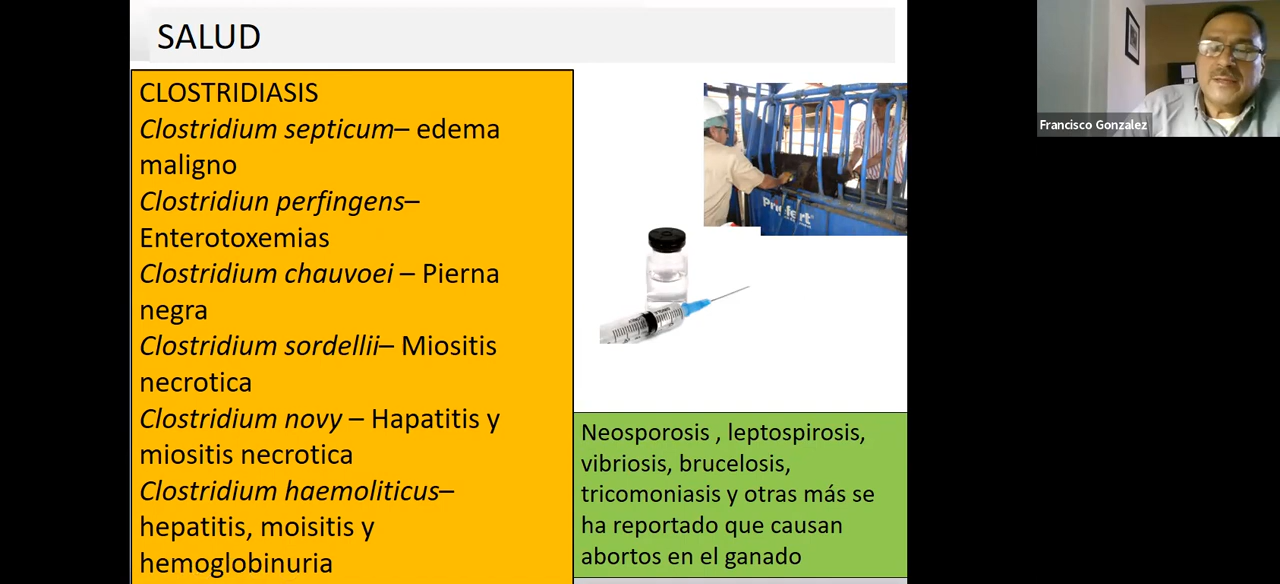 SALUD
CLOSTRIDIASIS
Clostridium septicum– edema
maligno
Clostridiun perfingens–
Enterotoxemias
Clostridium chauvoei – Pierna
negra
Clostridium sordellii– Miositis
necrotica
Clostridium novy – Hapatitis y
miositis necrotica
Clostridium haemoliticus–
hepatitis, moisitis y
hemoglobinuria
Neosporosis , leptospirosis,
vibriosis, brucelosis,
tricomoniasis y otras más se
ha reportado que causan
abortos en el ganado
Francisco Gonzalez